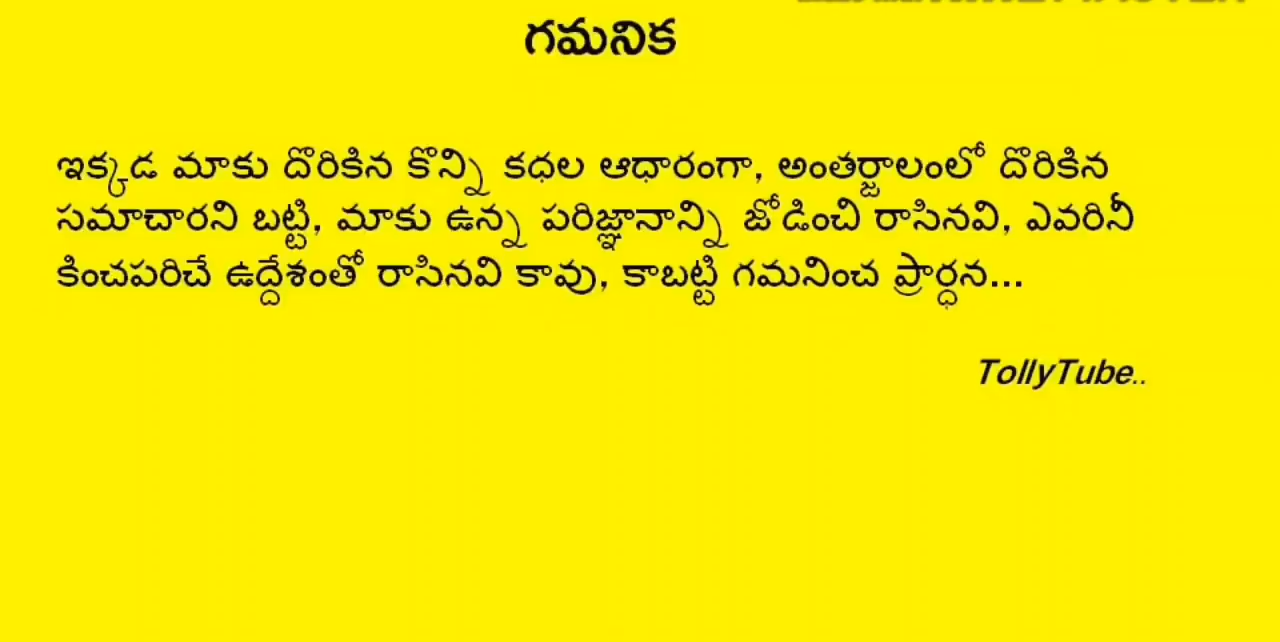 గమనిక
ఇక్కడ మాకు దొరికిన కొన్ని కధల ఆధారంగా, అంతర్జాలంలో దొరికిన
సమాచారని బట్టి, మాకు ఉన్న పరిజ్ఞానాన్ని జోడించి రాసినవి, ఎవరినీ
కించపరిచే ఉద్దేశంతో రాసినవి కావు, కాబట్టి గమనించ ప్రార్ధన...
TollyTube..